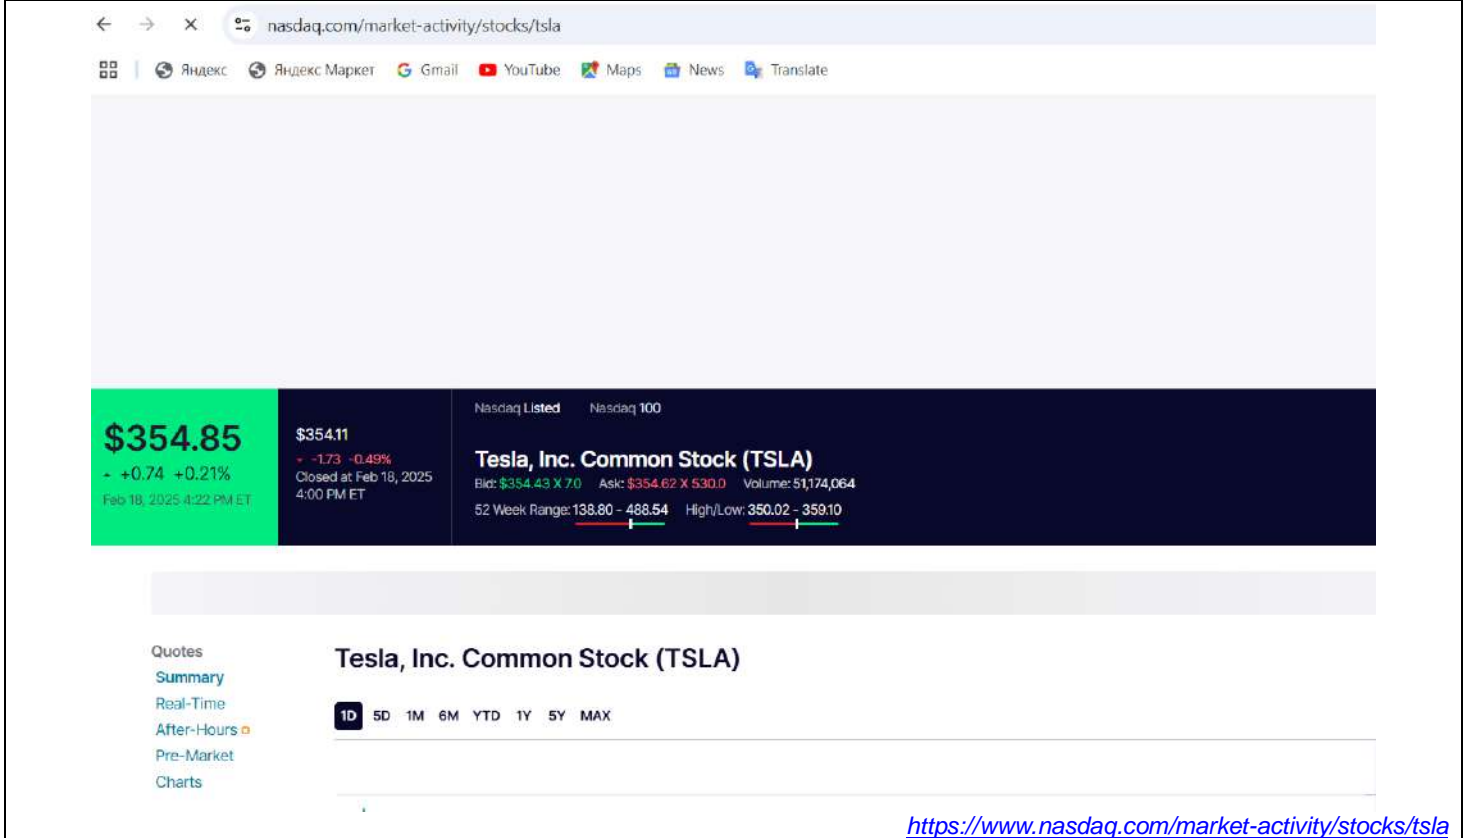 nasdaq.com/market-activity/stocks/tsla
Яндекс Яндекс Маркет Gmail YouTube Maps News Translate
Nasdaq Listed Nasdaq 100
$354.85
+0.74 +0.21%
Feb 18, 2025 4:22 PM ET
$354.11
-1.73 -0.49%
Closed at Feb 18, 2025
4:00 PM ET
Tesla, Inc. Common Stock (TSLA)
Bid: $354.43 X 7.0 Ask: $354.62 X 530.0 Volume: 51,174,064
52 Week Range: 138.80 - 488.54 High/Low: 350.02 - 359.10
Quotes
Summary
Real-Time
After-Hours
Pre-Market
Charts
Tesla, Inc. Common Stock (TSLA)
1D 5D 1M 6M YTD 1Y 5Y MAX
https://www.nasdaq.com/market-activity/stocks/tsla